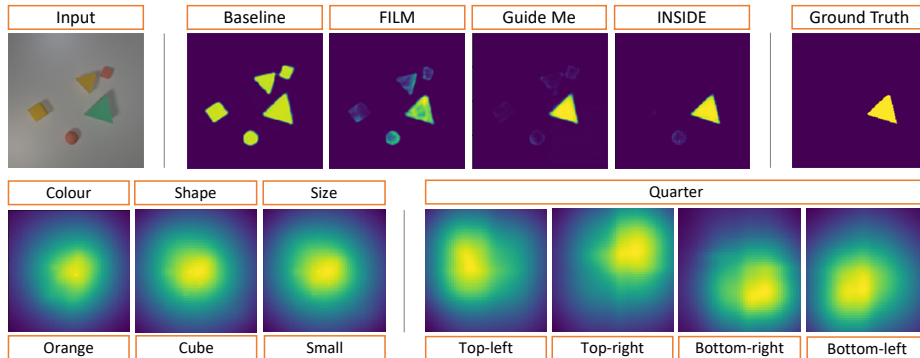 Input
Baseline
FILM
Guide Me
INSIDE
Ground Truth
Colour
Shape
Size
Quarter
Orange
Cube
Small
Top-left
Top-right
Bottom-right
Bottom-left